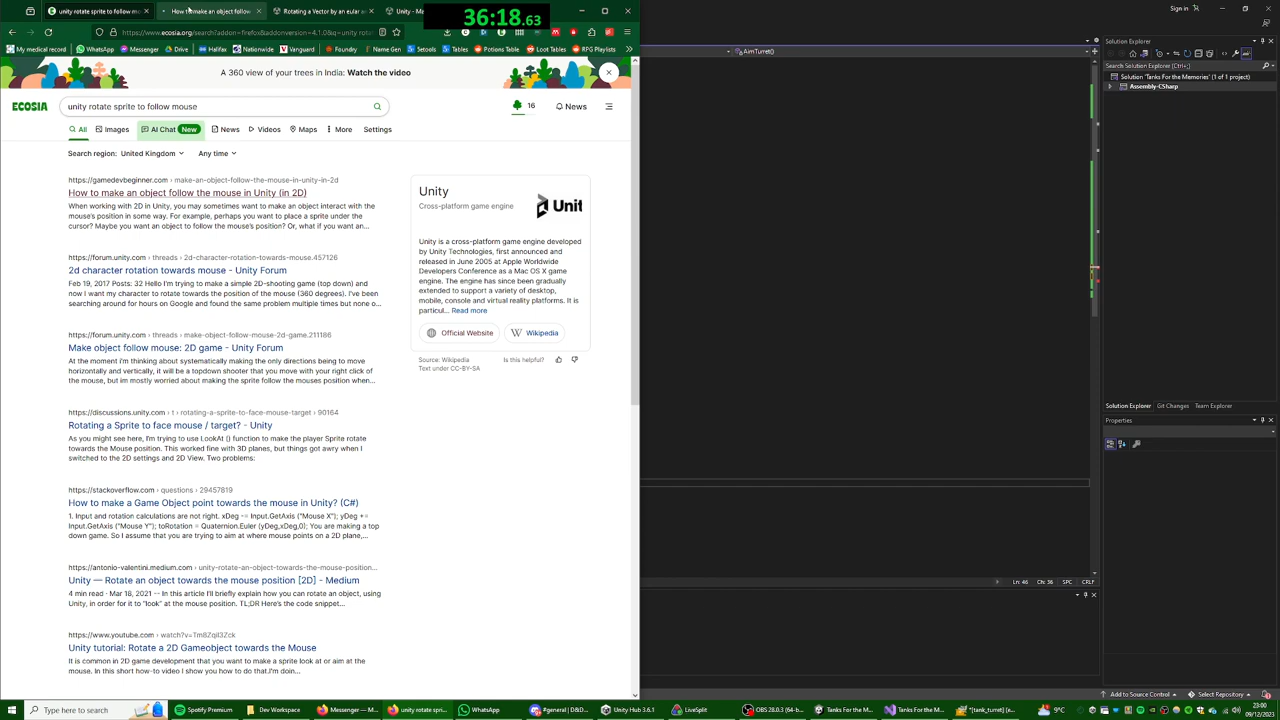 unity rotate sprite to follow mo
How to make an object follow
Rotating a Vector by an eular a
Unity - M
36:18.63
https://www.ecosia.org/search?addon=firefox&addonversion=4.1.0&q=unity rotat
My medical record
WhatsApp
Messenger
Drive
Halifax
Nationwide
Vanguard
Foundry
Name Gen
Setouts
Tables
Potions Table
Loot Tables
RPG Playlists
AimTurret()
Solution Explorer
Solution 'Tanks For the Memories' (1 of 1 project)
Assembly-CSharp
A 360 view of your trees in India: Watch the video
ECOSIA
unity rotate sprite to follow mouse
16
News
All
Images
AI Chat
New
News
Videos
Maps
More
Settings
Search region: United Kingdom
Any time
https://gamedevbeginner.com › make-an-object-follow-the-mouse-in-unity-in-2d
How to make an object follow the mouse in Unity (in 2D)
When working with 2D in Unity, you may sometimes want to make an object interact with the
mouse's position in some way. For example, perhaps you want to place a sprite under the
cursor? Maybe you want an object to follow the mouse's position? Or, what if you want an...
https://forum.unity.com › threads › 2d-character-rotation-towards-mouse.457126
2d character rotation towards mouse - Unity Forum
Feb 19, 2017 Posts: 32 Hello I'm trying to make a simple 2D-shooting game (top down) and
now I want my character to rotate towards the position of the mouse (360 degrees). I've been
searching around for hours on Google and found the same problem multiple times but none o...
https://forum.unity.com › threads › make-object-follow-mouse-2d-game.211186
Make object follow mouse: 2D game - Unity Forum
At the moment i'm thinking about systematically making the only directions being to move
horizontally and vertically, it will be a topdown shooter that you move with your right click of
the mouse, but im mostly worried about making the sprite follow the mouses position when...
https://discussions.unity.com › t › rotating-a-sprite-to-face-mouse-target › 90164
Rotating a Sprite to face mouse / target? - Unity
As you might see here, I'm trying to use LookAt () function to make the player Sprite rotate
towards the Mouse position. This worked fine with 3D planes, but things got awry when I
switched to the 2D settings and 2D View. Two problems:
https://stackoverflow.com › questions › 29457819
How to make a Game Object point towards the mouse in Unity? (C#)
1. Input and rotation calculations are not right. xDeg -= Input.GetAxis ("Mouse X"); yDeg +=
Input.GetAxis ("Mouse Y"); toRotation = Quaternion.Euler (yDeg,xDeg,0); You are making a top
down game. So I assume that you are trying to aim at where mouse points on a 2D plane,...
https://antonio-valentini.medium.com › unity-rotate-an-object-towards-the-mouse-position...
Unity — Rotate an object towards the mouse position [2D] - Medium
4 min read · Mar 18, 2021 -- In this article I'll briefly explain how you can rotate an object, using
Unity, in order for it to "look" at the mouse position. TL;DR Here's the code snippet...
https://www.youtube.com › watch?v=Tm8Zqil3Zck
Unity tutorial: Rotate a 2D Gameobject towards the Mouse
It is common in 2D game development that you want to make a sprite look at or aim at the
mouse. In this short how-to video I show you how to do that.I'm doin...
Unity
Cross-platform game engine
Unit
Unity is a cross-platform game engine developed
by Unity Technologies, first announced and
released in June 2005 at Apple Worldwide
Developers Conference as a Mac OS X game
engine. The engine has since been gradually
extended to support a variety of desktop,
mobile, console and virtual reality platforms. It is
particul... Read more
Official Website
Wikipedia
Source: Wikipedia
Text under CC-BY-SA
Is this helpful?
Solution Explorer
Git Changes
Team Explorer
Properties
Ln: 46
Ch: 35
SPC
CRLF
Add to Source Control
Select Repository
Type here to search
Spotify Premium
Dev Workspace
Messenger — M...
unity rotate spri...
WhatsApp
#general | D&D...
LiveSplit
OBS 28.0.3 (64-b...
Tanks For the M...
Unity Hub 3.3.0
9°C
23:00